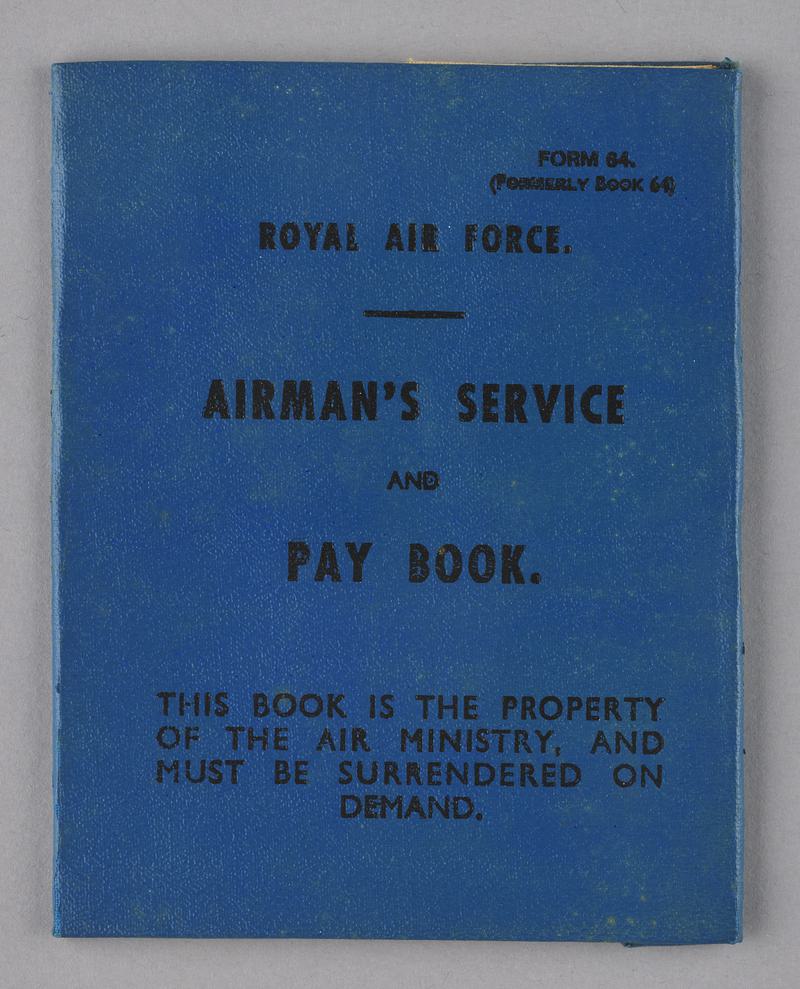 FORM 64.
(FORMERLY BOOK 64)
ROYAL AIR FORCE.
AIRMAN'S SERVICE
AND
PAY BOOK.
THIS BOOK IS THE PROPERTY
OF THE AIR MINISTRY, AND
MUST BE SURRENDERED ON
DEMAND.